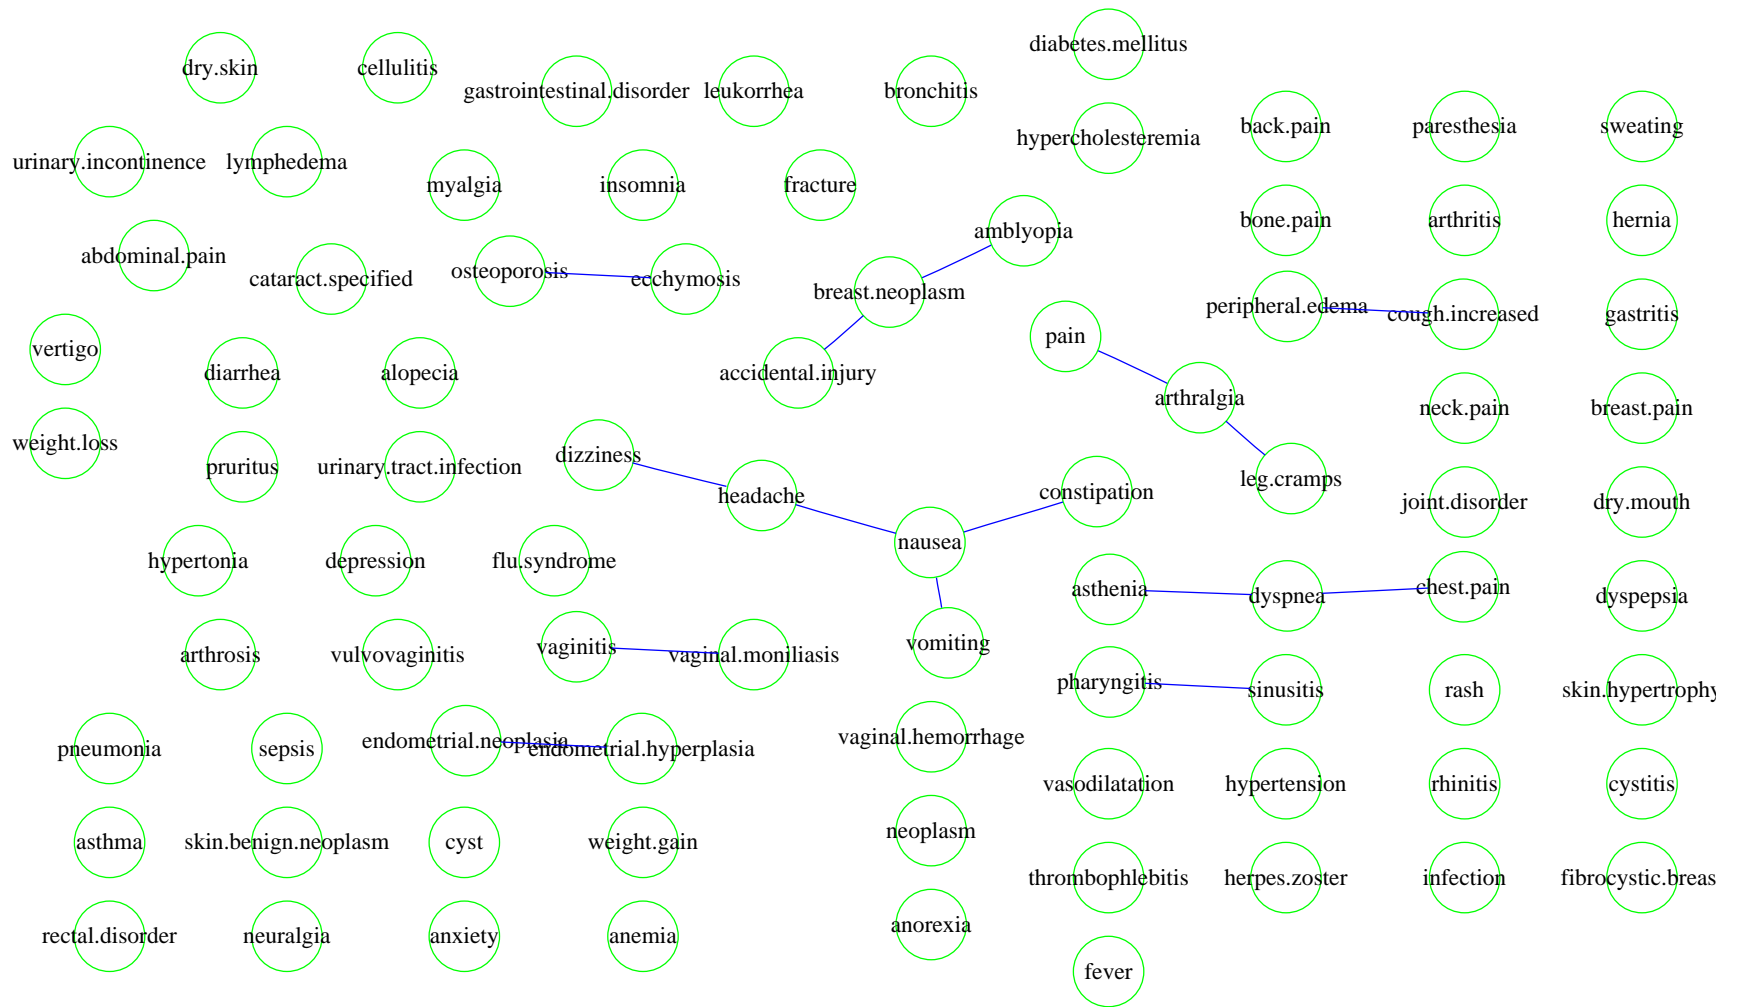 diabetes.mellitus
dry.skin
cellulitis
gastrointestinal.disorder
leukorrhea
bronchitis
hypercholesteremia
back.pain
paresthesia
sweating
urinary.incontinence
lymphedema
myalgia
insomnia
fracture
amblyopia
bone.pain
arthritis
hernia
abdominal.pain
cataract.specified
osteoporosis
ecchymosis
breast.neoplasm
peripheral.edema
cough.increased
gastritis
vertigo
pain
diarrhea
alopecia
accidental.injury
arthralgia
neck.pain
breast.pain
weight.loss
pruritus
urinary.tract.infection
dizziness
headache
constipation
leg.cramps
joint.disorder
dry.mouth
hypertonia
depression
flu.syndrome
nausea
asthenia
dyspnea
chest.pain
dyspepsia
arthrosis
vulvovaginitis
vaginitis
vaginal.moniliasis
vomiting
pharyngitis
sinusitis
rash
skin.hypertrophy
pneumonia
sepsis
endometrial.neoplasia
endometrial.hyperplasia
vaginal.hemorrhage
vasodilatation
hypertension
rhinitis
cystitis
asthma
skin.benign.neoplasm
cyst
weight.gain
neoplasm
thrombophlebitis
herpes.zoster
infection
fibrocystic.breas
rectal.disorder
neuralgia
anxiety
anemia
anorexia
fever